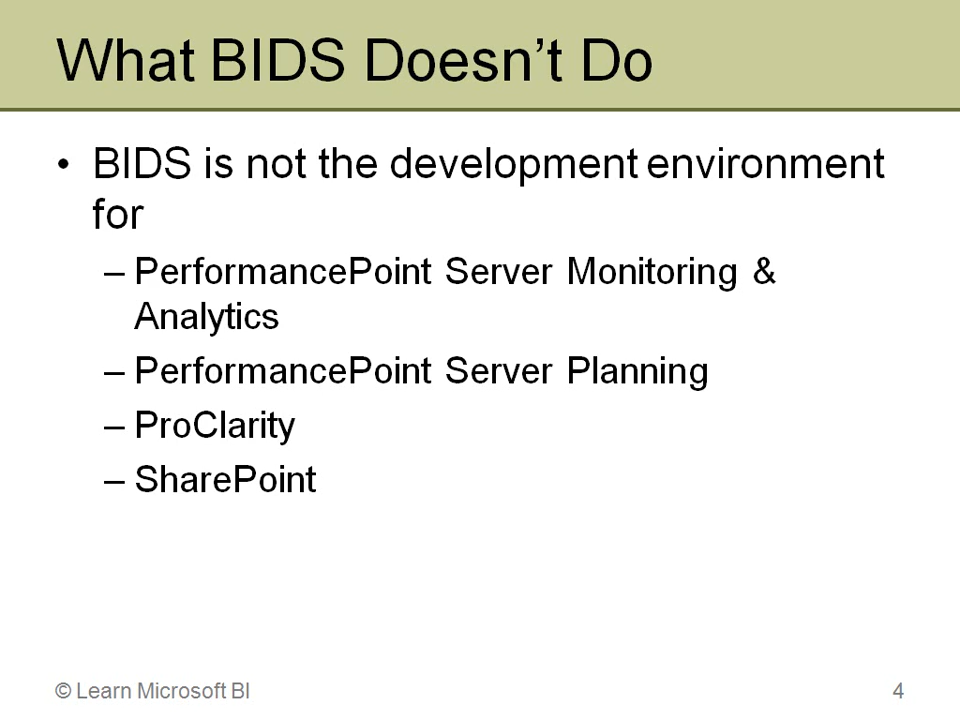 What BIDS Doesn’t Do
• BIDS is not the development environment
for
– PerformancePoint Server Monitoring &
Analytics
– PerformancePoint Server Planning
– ProClarity
– SharePoint
© Learn Microsoft BI
4